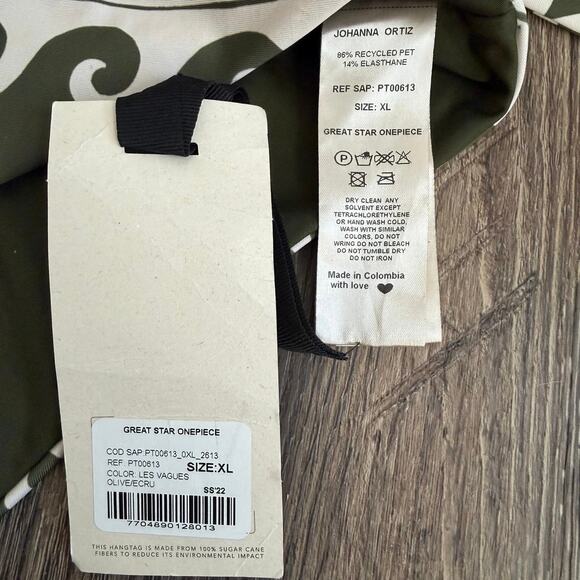 JOHANNA ORTIZ
86% RECYCLED PET
14% ELASTHANE
REF SAP: PT00613
SIZE: XL
GREAT STAR ONEPIECE
DRY CLEAN ANY
SOLVENT EXCEPT
TETRACHLORETHYLENE
OR HAND WASH COLD,
WASH WITH SIMILAR
COLORS, DO NOT
WRING DO NOT BLEACH
DO NOT TUMBLE DRY
DO NOT IRON
Made in Colombia
with love
GREAT STAR ONEPIECE
COD SAP:PT00613_0XL_2613
REF: PT00613
SIZE:XL
COLOR: LES VAGUES
OLIVE/ECRU
SS'22
7704890128013
THIS HANGTAG IS MADE FROM 100% SUGAR CANE
FIBERS TO REDUCE ITS ENVIRONMENTAL IMPACT